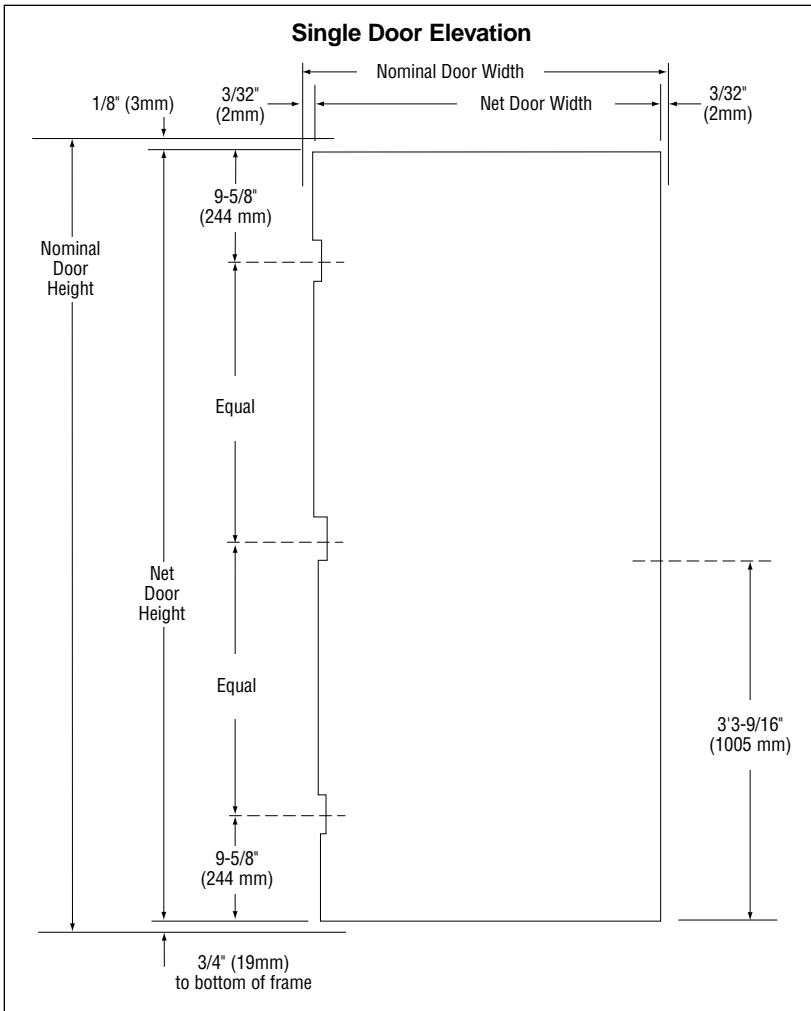 Single Door Elevation
Nominal Door Width
1/8" (3mm)
3/32"
(2mm)
Net Door Width
3/32"
(2mm)
9-5/8"
(244 mm)
Nominal
Door
Height
Equal
Net
Door
Height
Equal
3'3-9/16"
(1005 mm)
9-5/8"
(244 mm)
3/4" (19mm)
to bottom of frame